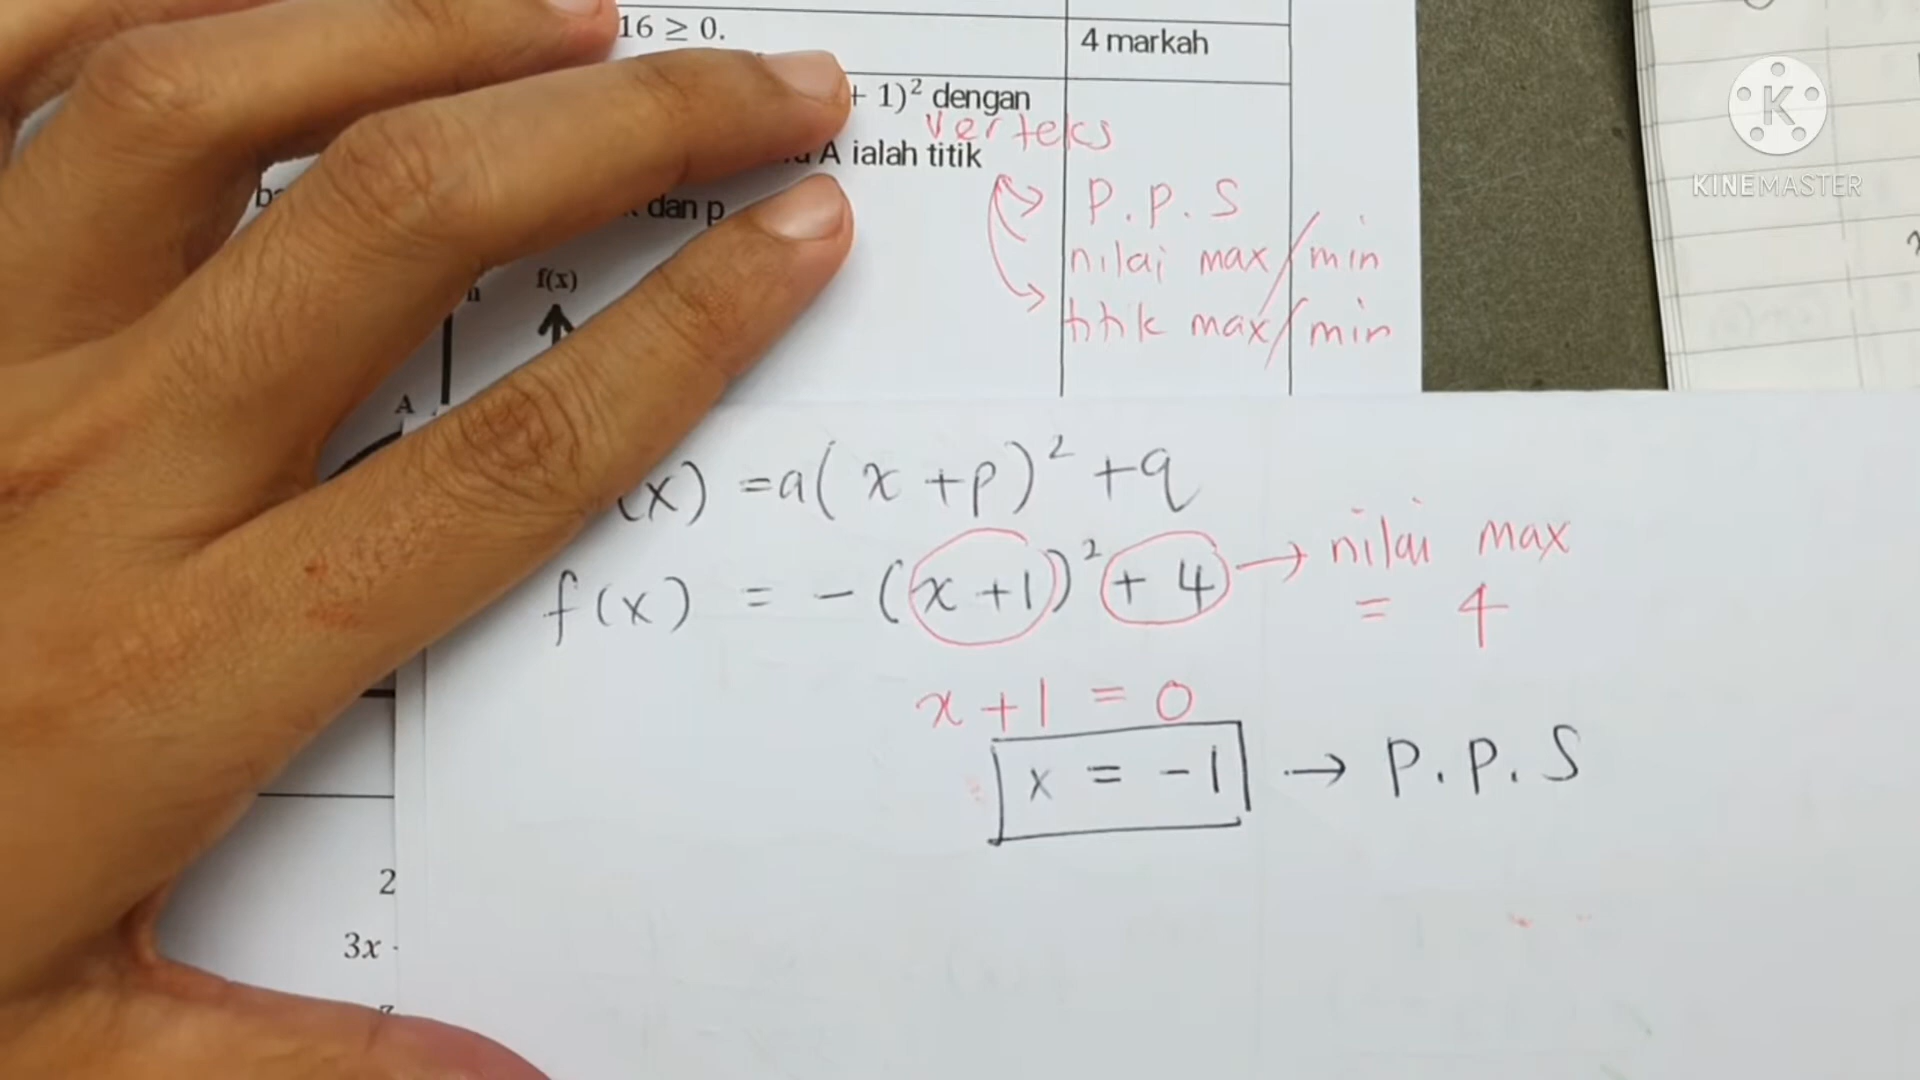 16 ≥ 0.
4 markah
+ 1)² dengan
verteks
A ialah titik
P.P.S
dan p
nilai max/min
f(x)
titik max/min
A
KINEMASTER
(x) = a(x + p)² + q
f(x) = -(x+1)² + 4 → nilai max
= 4
x + 1 = 0
x = -1 → P.P.S
2
3x